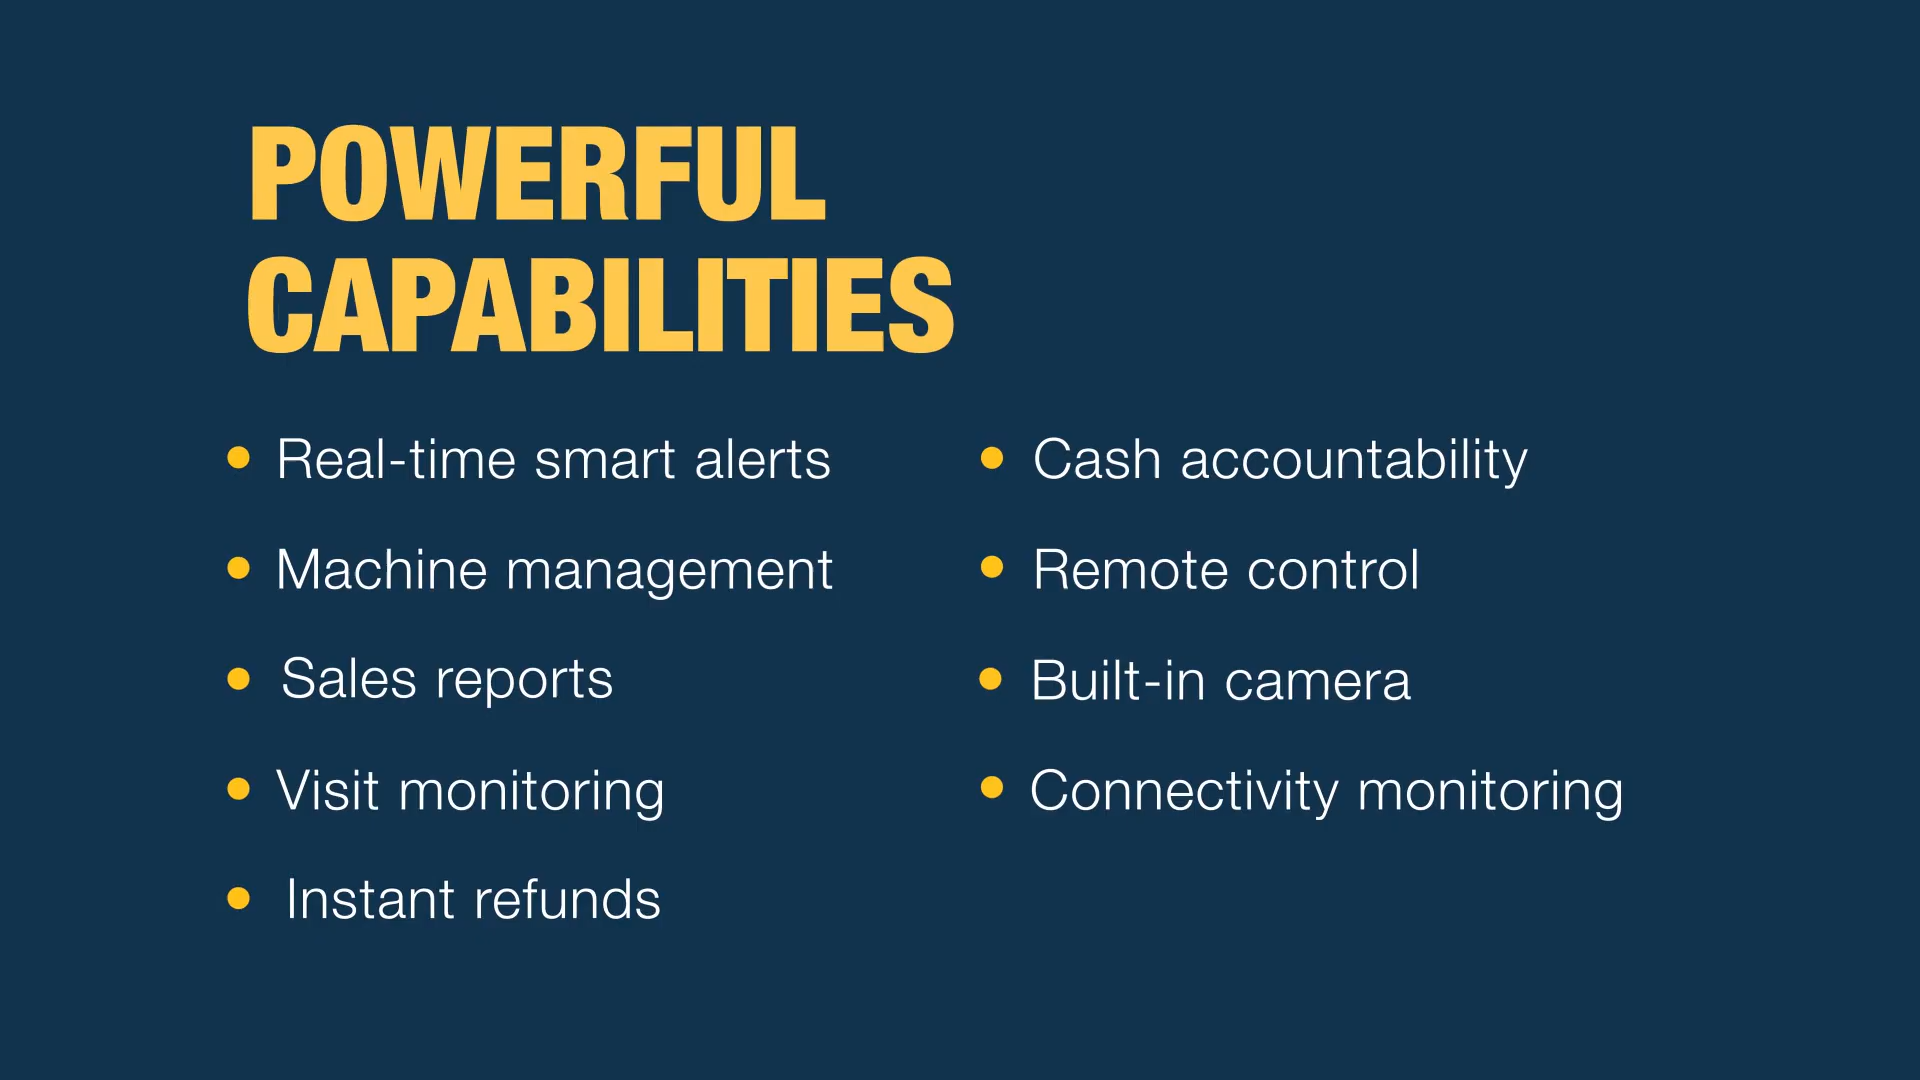 POWERFUL
CAPABILITIES
Real-time smart alerts
Machine management
Sales reports
Visit monitoring
Instant refunds
Cash accountability
Remote control
Built-in camera
Connectivity monitoring